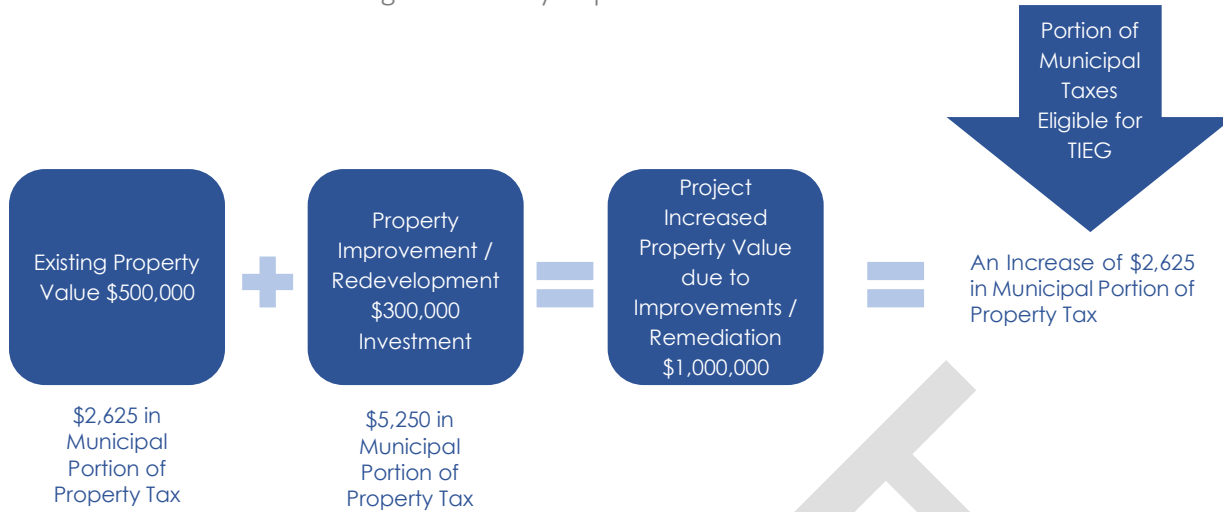 Portion of
Municipal
Taxes
Eligible for
TIEG
Existing Property
Value $500,000
Property
Improvement /
Redevelopment
$300,000
Investment
Project
Increased
Property Value
due to
Improvements /
Remediation
$1,000,000
An Increase of $2,625
in Municipal Portion of
Property Tax
$2,625 in
Municipal
Portion of
Property Tax
$5,250 in
Municipal
Portion of
Property Tax